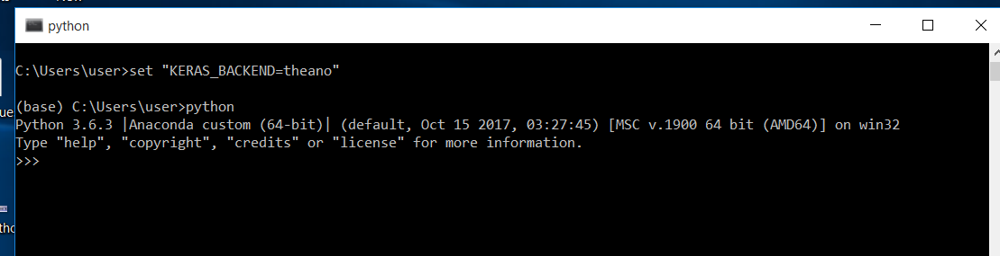 python
C:\Users\user>set "KERAS_BACKEND=theano"
(base) C:\Users\user>python
Python 3.6.3 |Anaconda custom (64-bit)| (default, Oct 15 2017, 03:27:45) [MSC v.1900 64 bit (AMD64)] on win32
Type "help", "copyright", "credits" or "license" for more information.
>>>